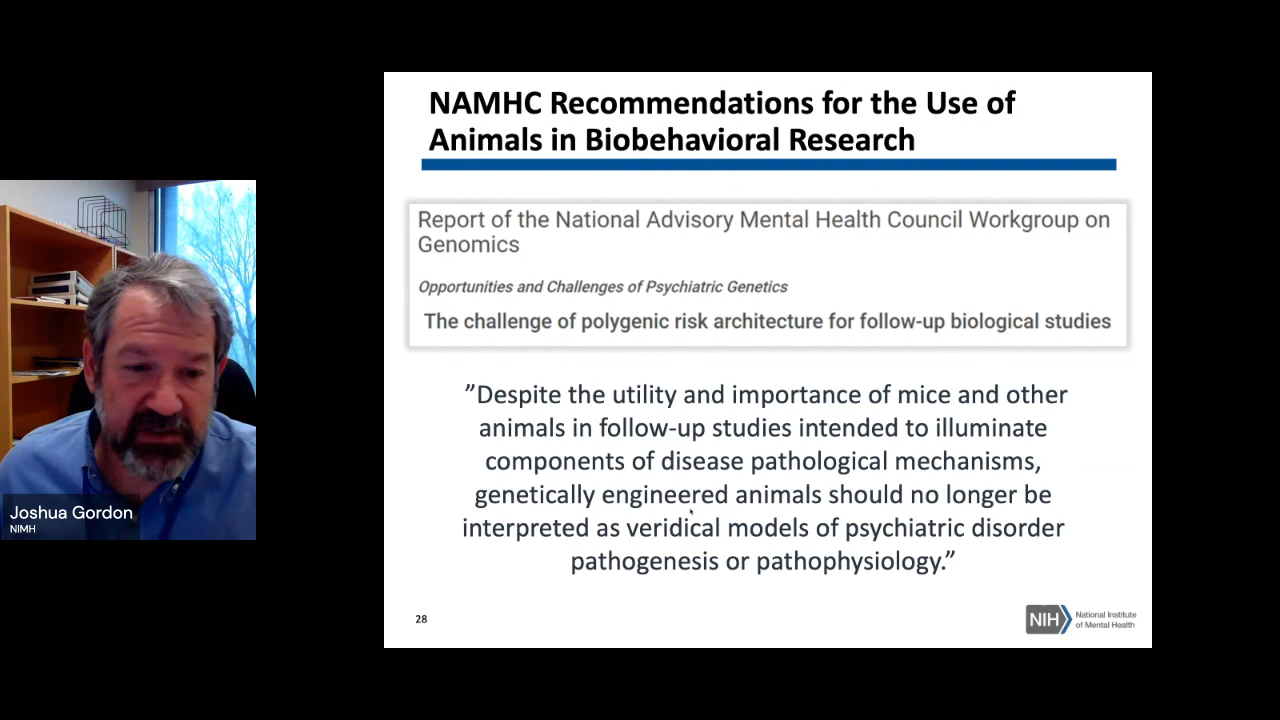 NAMHC Recommendations for the Use of
Animals in Biobehavioral Research
Report of the National Advisory Mental Health Council Workgroup on
Genomics
Opportunities and Challenges of Psychiatric Genetics
The challenge of polygenic risk architecture for follow-up biological studies
”Despite the utility and importance of mice and other
animals in follow-up studies intended to illuminate
components of disease pathological mechanisms,
genetically engineered animals should no longer be
interpreted as veridical models of psychiatric disorder
pathogenesis or pathophysiology.”
Joshua Gordon
NIMH
28
NIH
National Institute
of Mental Health